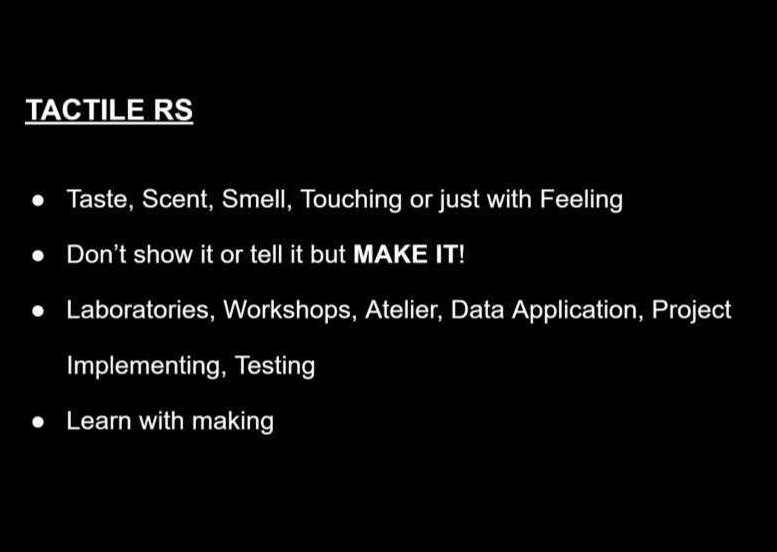 TACTILE RS
● Taste, Scent, Smell, Touching or just with Feeling
● Don’t show it or tell it but MAKE IT!
● Laboratories, Workshops, Atelier, Data Application, Project
Implementing, Testing
● Learn with making